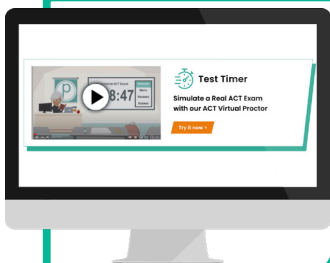 8:47
Test Timer
Simulate a Real ACT Exam
with our ACT Virtual Proctor
Try it now >